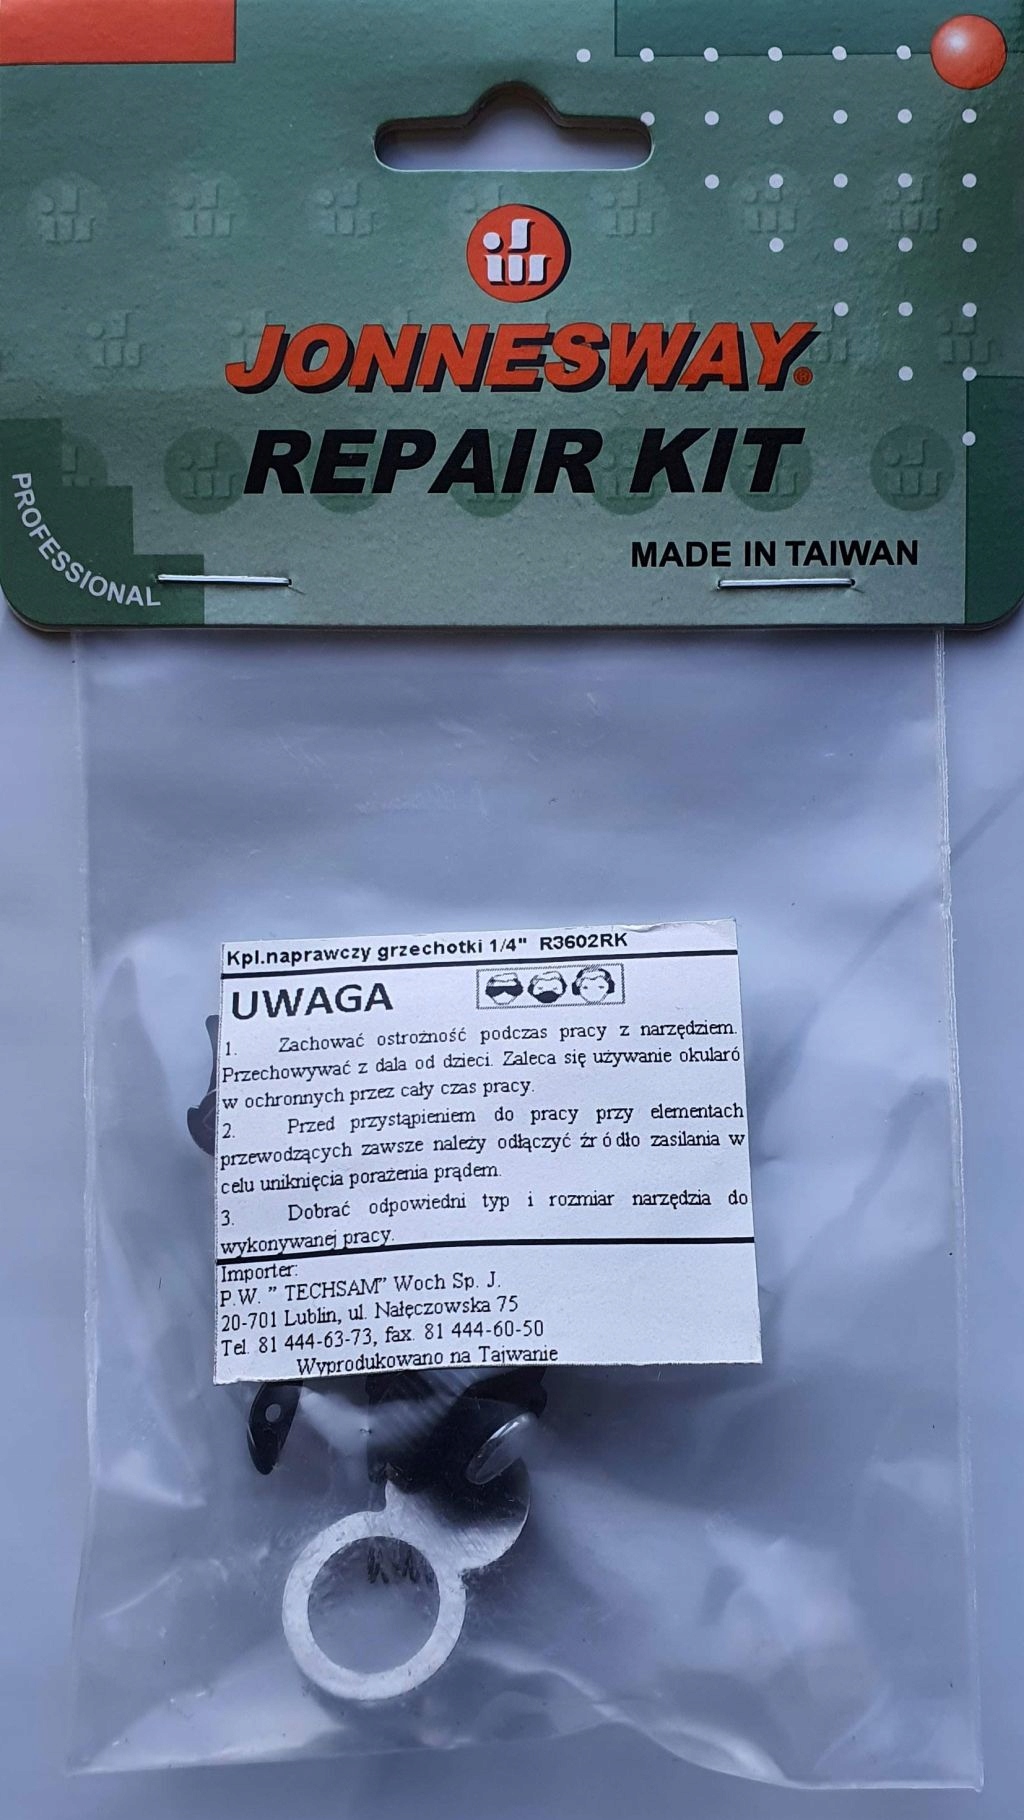 JONNESWAY®
REPAIR KIT
PROFESSIONAL
MADE IN TAIWAN
Kpl.naprawczy grzechotki 1/4" R3602RK
UWAGA
1. Zachować ostrożność podczas pracy z narzędziem.
Przechowywać z dala od dzieci. Zaleca się używanie okularó
w ochronnych przez cały czas pracy.
2. Przed przystąpieniem do pracy przy elementach
przewodzących zawsze należy odłączyć źr ó dło zasilania w
celu uniknięcia porażenia prądem.
3. Dobrać odpowiedni typ i rozmiar narzędzia do
wykonywanej pracy.
Importer:
P.W. ” TECHSAM” Woch Sp. J.
20-701 Lublin, ul. Nałęczowska 75
Tel. 81 444-63-73, fax. 81 444-60-50
Wyprodukowano na Tajwanie